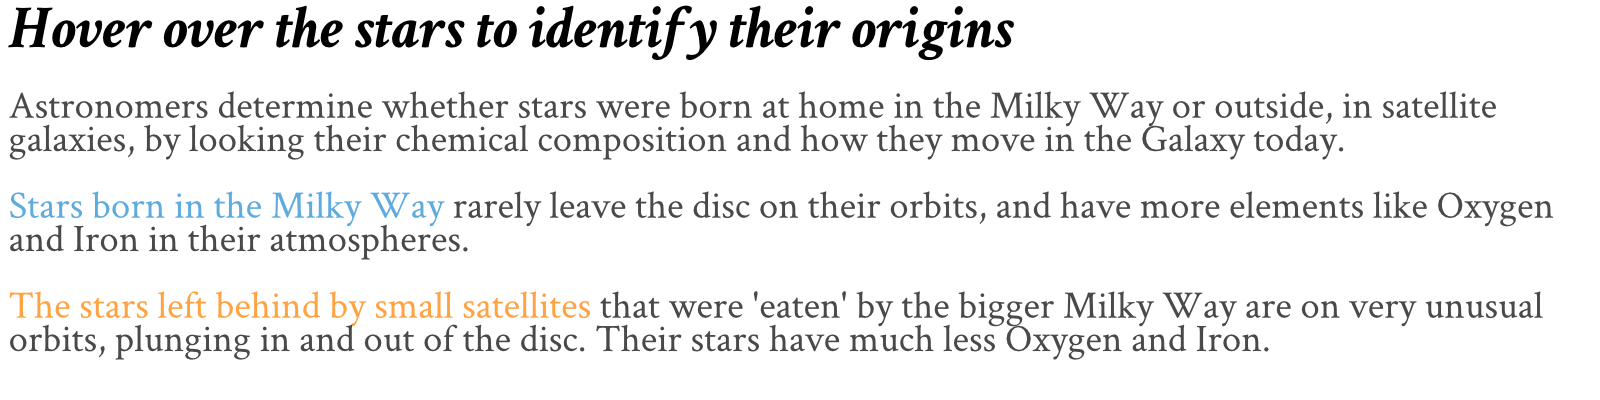 Hover over the stars to identify their origins
Astronomers determine whether stars were born at home in the Milky Way or outside, in satellite
galaxies, by looking their chemical composition and how they move in the Galaxy today.
Stars born in the Milky Way rarely leave the disc on their orbits, and have more elements like Oxygen
and Iron in their atmospheres.
The stars left behind by small satellites that were 'eaten' by the bigger Milky Way are on very unusual
orbits, plunging in and out of the disc. Their stars have much less Oxygen and Iron.